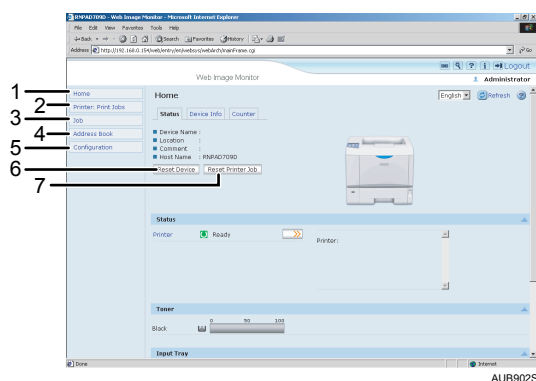 RNPAD709D - Web Image Monitor - Microsoft Internet Explorer
File Edit View Favorites Tools Help
Back Search Favorites History
Address http://192.168.0.154/web/entry/en/websys/webArch/mainFrame.cgi Go
Logout
Web Image Monitor
Administrator
1 Home
2 Printer: Print Jobs
3 Job
4 Address Book
5 Configuration
6
7
Home
English Refresh
Status Device Info Counter
Device Name :
Location :
Comment :
Host Name : RNPAD709D
Reset Device Reset Printer Job
Status
Printer Ready
Printer:
Toner
0 50 100
Black
Input Tray
Done Internet
AUB902S